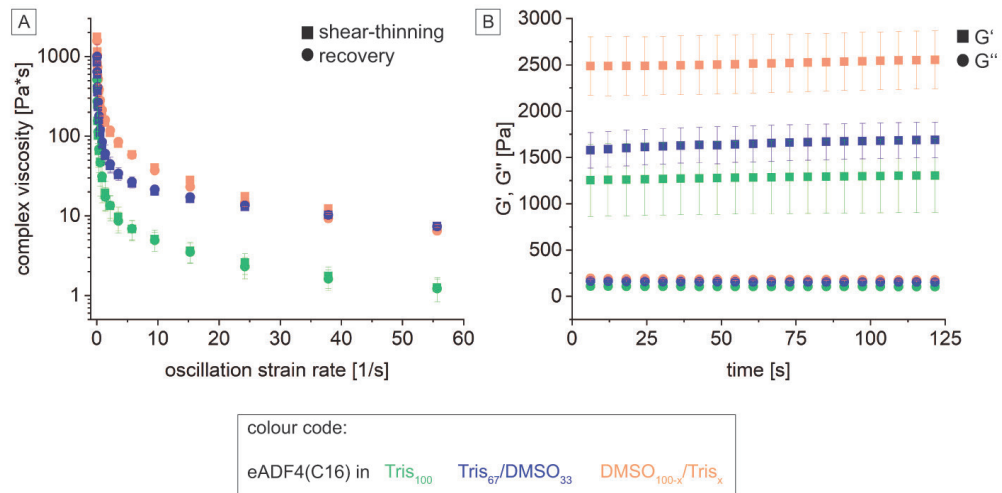 A
shear-thinning
recovery
complex viscosity [Pa*s]
1000
100
10
1
0 10 20 30 40 50 60
oscillation strain rate [1/s]
B
G‘
G‘‘
G‘, G‘‘ [Pa]
3000
2500
2000
1500
1000
500
0
0 25 50 75 100 125
time [s]
colour code:
eADF4(C16) in Tris₁₀₀ Tris₆₇/DMSO₃₃ DMSO₁₀₀₋ₓ/Trisₓ